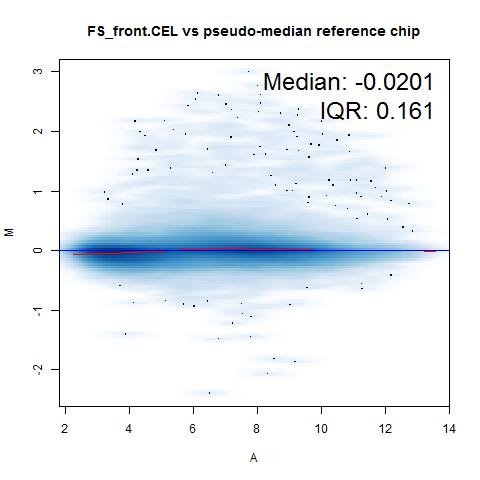 FS_front.CEL vs pseudo-median reference chip
Median: -0.0201
IQR: 0.161
3
2
1
0
-1
-2
M
2 4 6 8 10 12 14
A